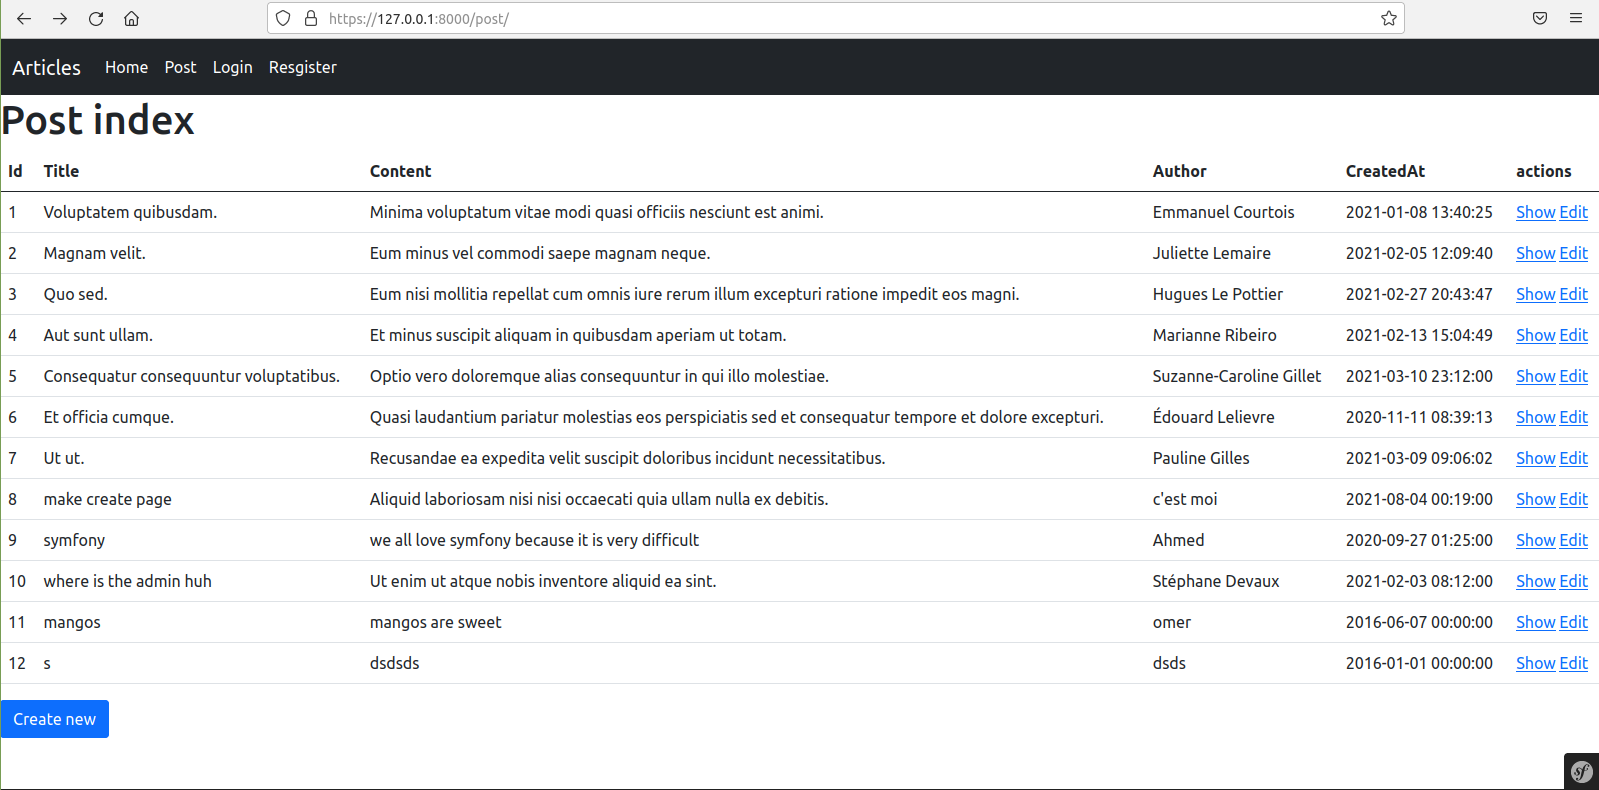 https://127.0.0.1:8000/post/
Articles Home Post Login Resgister
Post index
Id Title Content Author CreatedAt actions
1 Voluptatem quibusdam. Minima voluptatum vitae modi quasi officiis nesciunt est animi. Emmanuel Courtois 2021-01-08 13:40:25 Show Edit
2 Magnam velit. Eum minus vel commodi saepe magnam neque. Juliette Lemaire 2021-02-05 12:09:40 Show Edit
3 Quo sed. Eum nisi mollitia repellat cum omnis iure rerum illum excepturi ratione impedit eos magni. Hugues Le Pottier 2021-02-27 20:43:47 Show Edit
4 Aut sunt ullam. Et minus suscipit aliquam in quibusdam aperiam ut totam. Marianne Ribeiro 2021-02-13 15:04:49 Show Edit
5 Consequatur consequuntur voluptatibus. Optio vero doloremque alias consequuntur in qui illo molestiae. Suzanne-Caroline Gillet 2021-03-10 23:12:00 Show Edit
6 Et officia cumque. Quasi laudantium pariatur molestias eos perspiciatis sed et consequatur tempore et dolore excepturi. Édouard Lelievre 2020-11-11 08:39:13 Show Edit
7 Ut ut. Recusandae ea expedita velit suscipit doloribus incidunt necessitatibus. Pauline Gilles 2021-03-09 09:06:02 Show Edit
8 make create page Aliquid laboriosam nisi nisi occaecati quia ullam nulla ex debitis. c'est moi 2021-08-04 00:19:00 Show Edit
9 symfony we all love symfony because it is very difficult Ahmed 2020-09-27 01:25:00 Show Edit
10 where is the admin huh Ut enim ut atque nobis inventore aliquid ea sint. Stéphane Devaux 2021-02-03 08:12:00 Show Edit
11 mangos mangos are sweet omer 2016-06-07 00:00:00 Show Edit
12 s dsdsds dsds 2016-01-01 00:00:00 Show Edit
Create new
sf